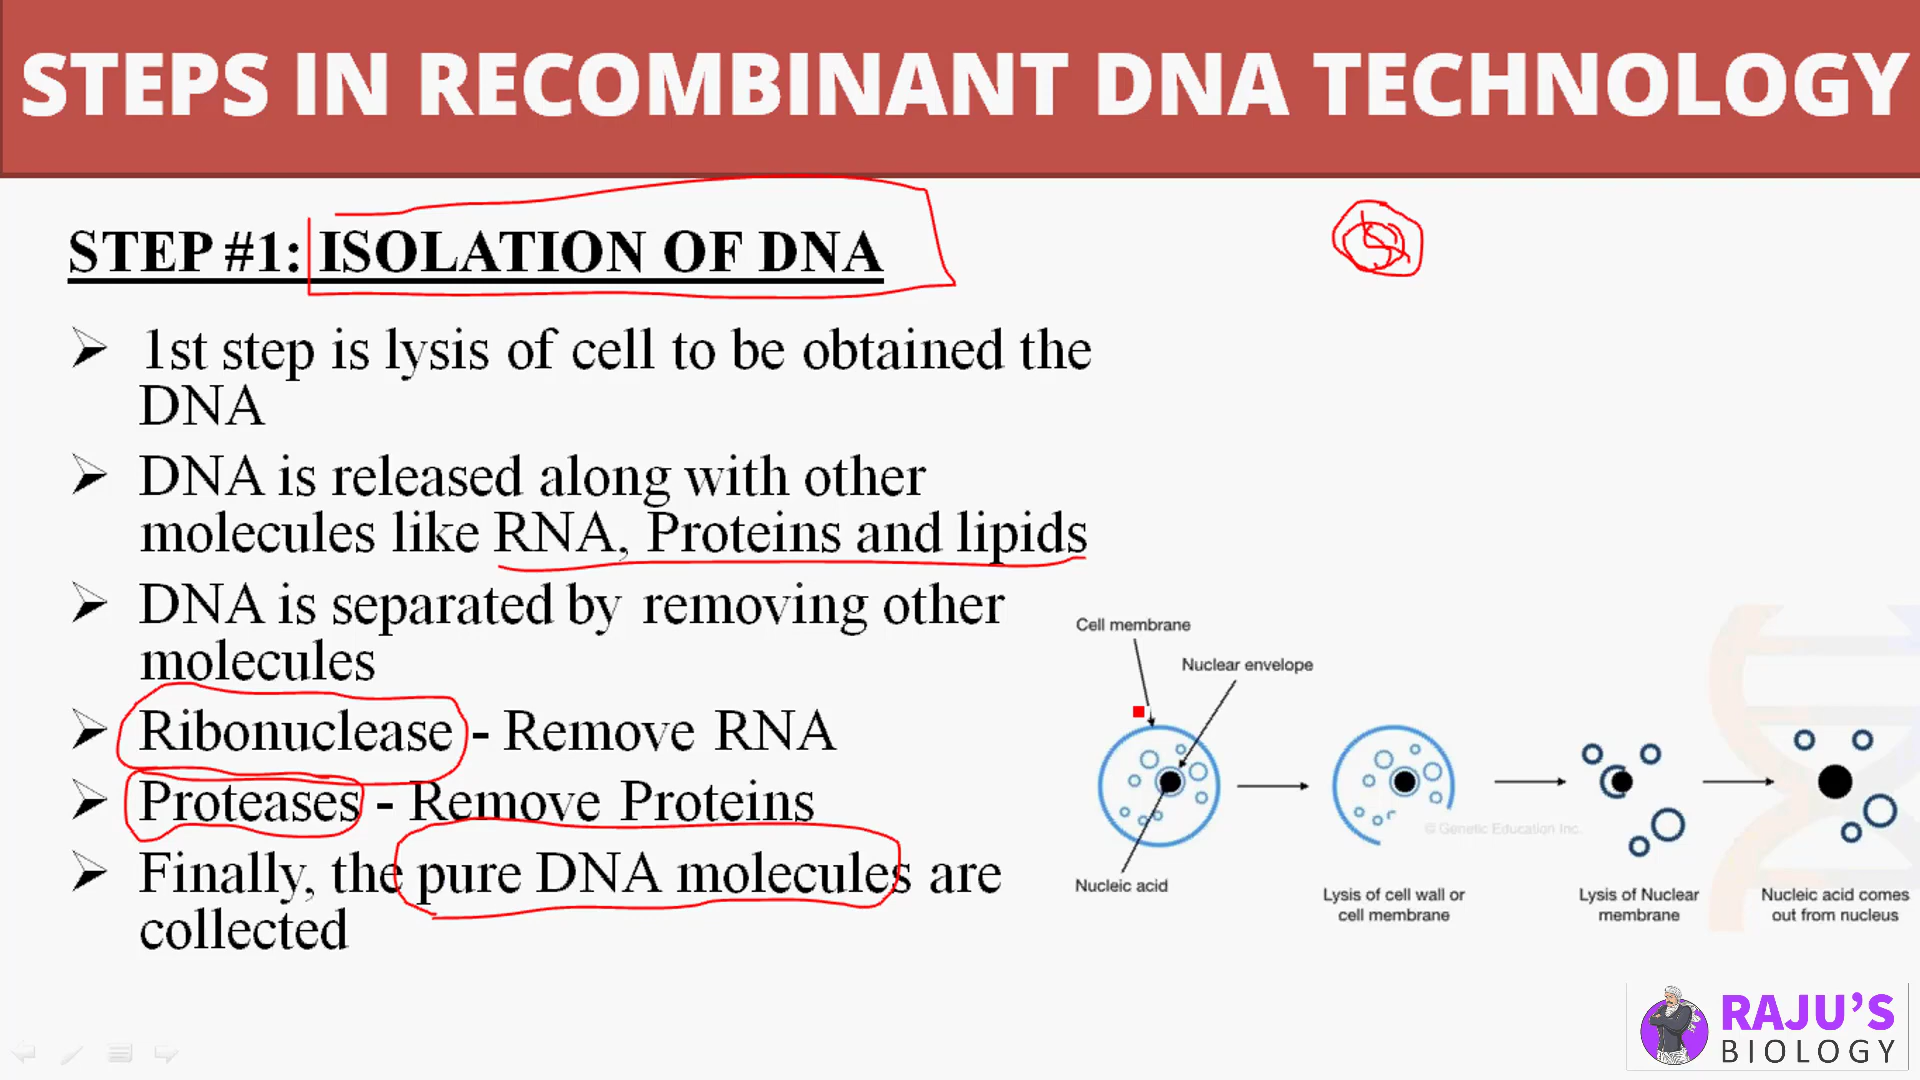 STEPS IN RECOMBINANT DNA TECHNOLOGY
STEP #1: ISOLATION OF DNA
1st step is lysis of cell to be obtained the
DNA
DNA is released along with other
molecules like RNA, Proteins and lipids
DNA is separated by removing other
molecules
Ribonuclease - Remove RNA
Proteases - Remove Proteins
Finally, the pure DNA molecules are
collected
Cell membrane
Nuclear envelope
Nucleic acid
© Genetic Education Inc.
Lysis of cell wall or
cell membrane
Lysis of Nuclear
membrane
Nucleic acid comes
out from nucleus
RAJU'S
BIOLOGY